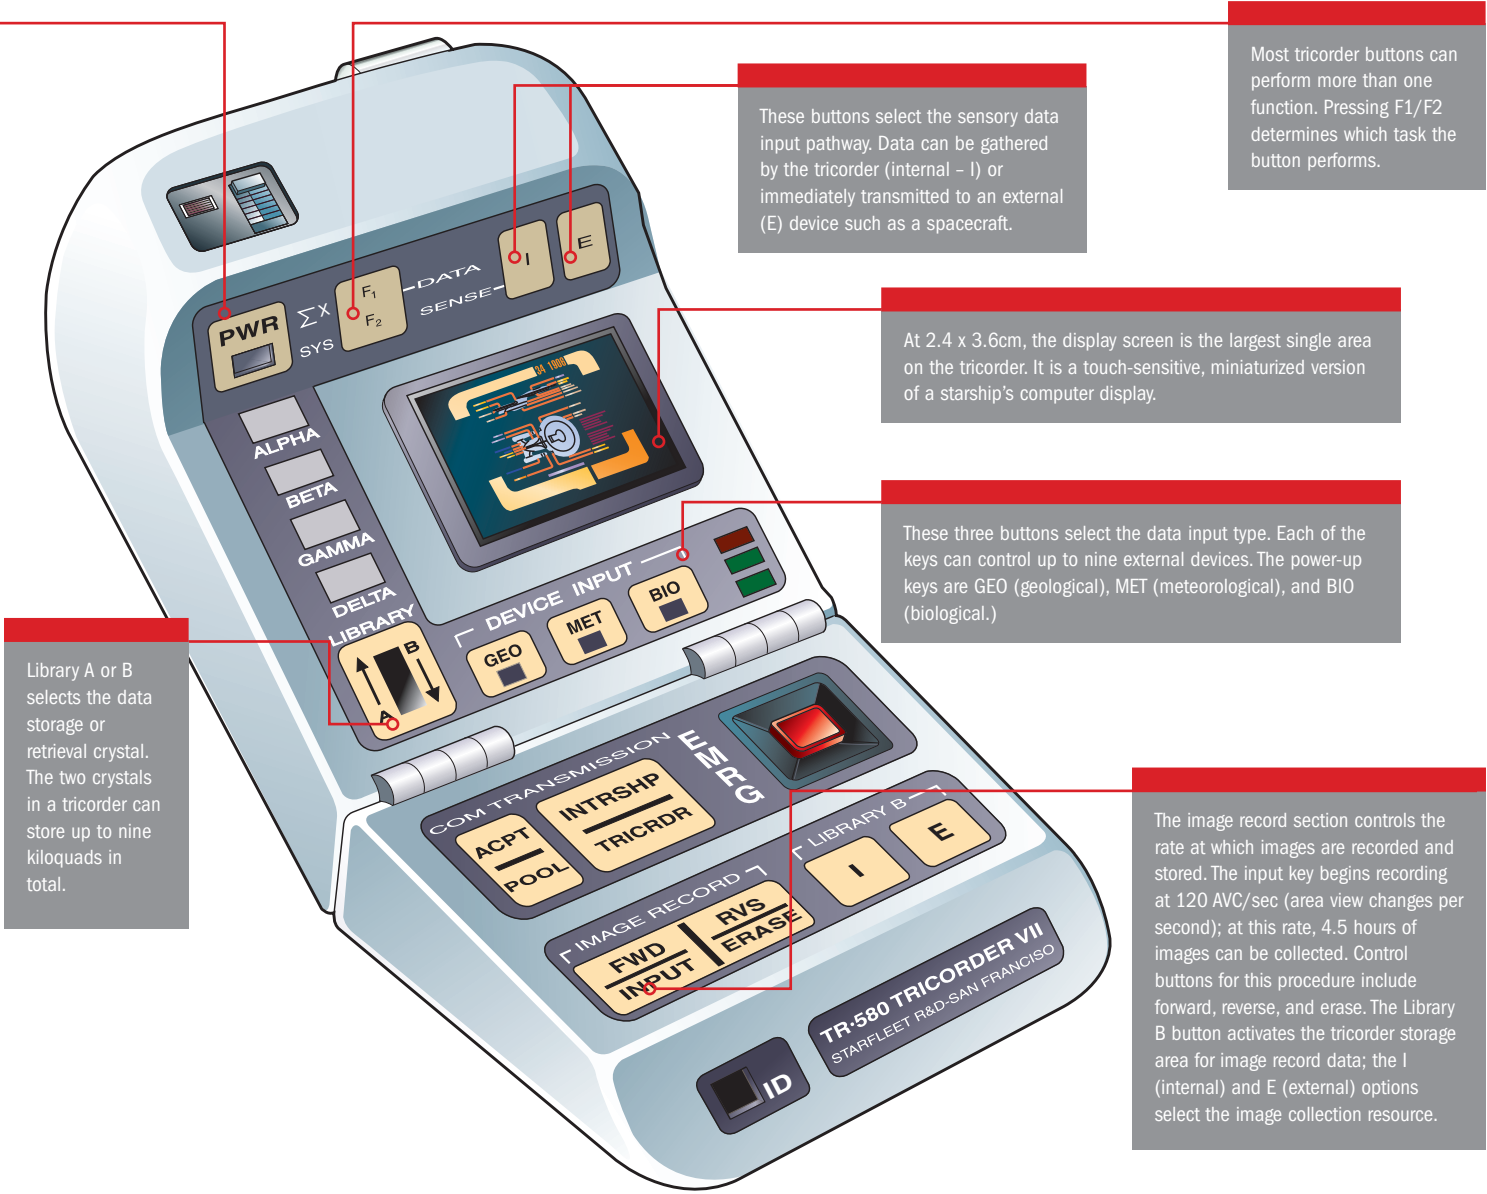 Most tricorder buttons can
perform more than one
function. Pressing F1/F2
determines which task the
button performs.
These buttons select the sensory data
input pathway. Data can be gathered
by the tricorder (internal – I) or
immediately transmitted to an external
(E) device such as a spacecraft.
At 2.4 x 3.6cm, the display screen is the largest single area
on the tricorder. It is a touch-sensitive, miniaturized version
of a starship's computer display.
These three buttons select the data input type. Each of the
keys can control up to nine external devices. The power-up
keys are GEO (geological), MET (meteorological), and BIO
(biological.)
Library A or B
selects the data
storage or
retrieval crystal.
The two crystals
in a tricorder can
store up to nine
kiloquads in
total.
The image record section controls the
rate at which images are recorded and
stored. The input key begins recording
at 120 AVC/sec (area view changes per
second); at this rate, 4.5 hours of
images can be collected. Control
buttons for this procedure include
forward, reverse, and erase. The Library
B button activates the tricorder storage
area for image record data; the I
(internal) and E (external) options
select the image collection resource.
PWR
∑X
SYS
F1
F2
DATA
SENSE
I
E
34 1909
ALPHA
BETA
GAMMA
DELTA
LIBRARY
B
A
DEVICE INPUT
GEO
MET
BIO
COM TRANSMISSION
ACPT
POOL
INTRSHP
TRICRDR
EMRG
IMAGE RECORD
FWD
INPUT
RVS
ERASE
LIBRARY B
I
E
TR·580 TRICORDER VII
STARFLEET R&D-SAN FRANCISO
ID